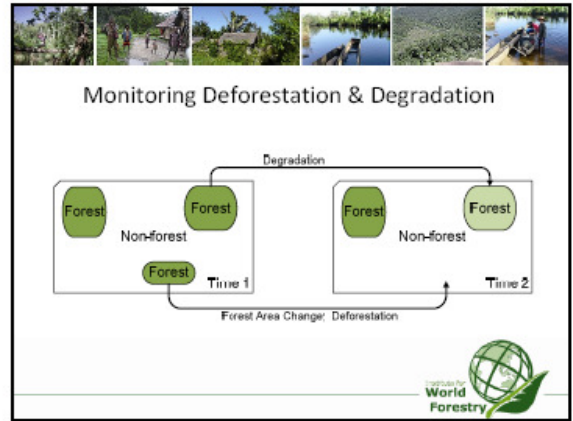 Monitoring Deforestation & Degradation
Degradation
Forest
Forest
Non-forest
Forest
Time 1
Forest
Forest
Non-forest
Time 2
Forest Area Change: Deforestation
Institute for
World
Forestry